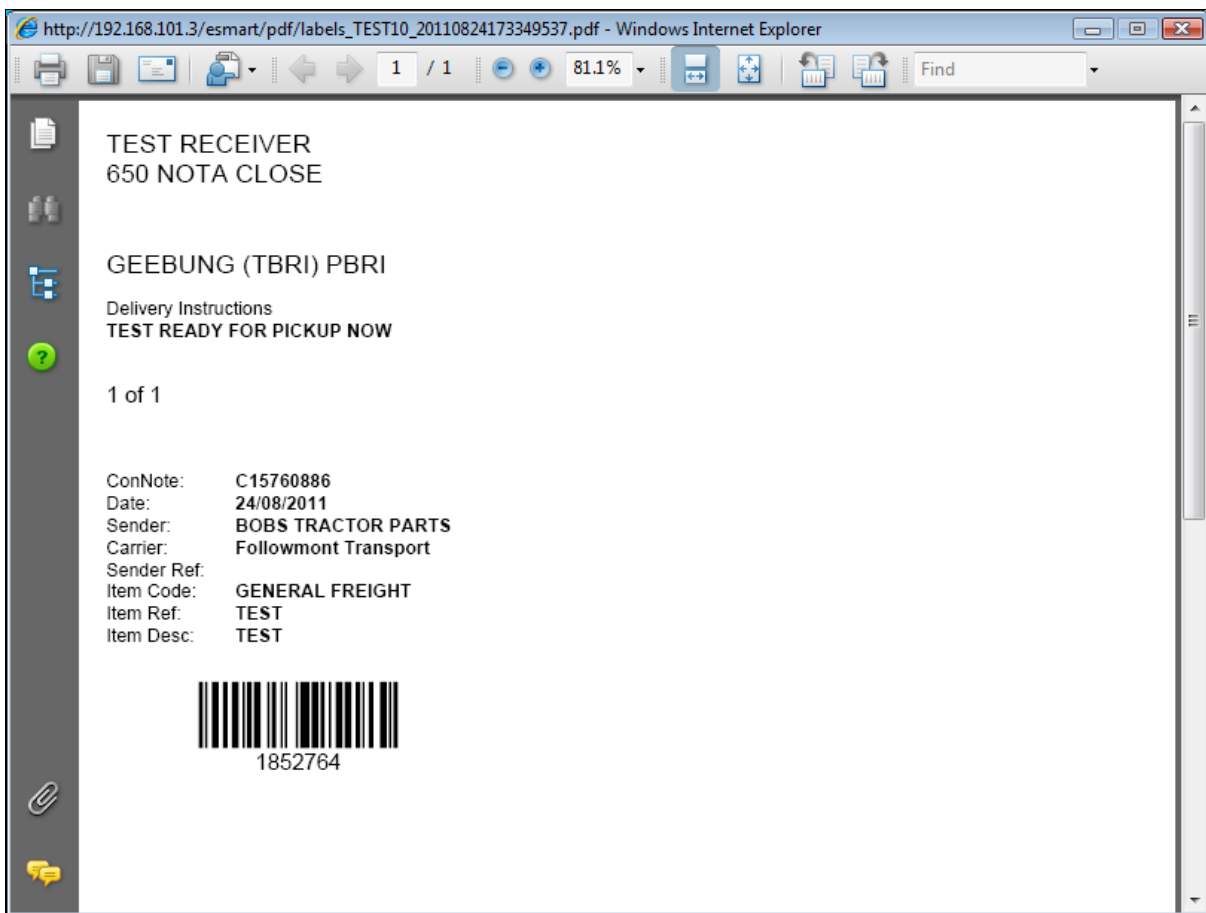 http://192.168.101.3/esmart/pdf/labels_TEST10_20110824173349537.pdf - Windows Internet Explorer
1 / 1 81.1% Find
TEST RECEIVER
650 NOTA CLOSE
GEEBUNG (TBRI) PBRI
Delivery Instructions
TEST READY FOR PICKUP NOW
1 of 1
ConNote: C15760886
Date: 24/08/2011
Sender: BOBS TRACTOR PARTS
Carrier: Followmont Transport
Sender Ref:
Item Code: GENERAL FREIGHT
Item Ref: TEST
Item Desc: TEST
1852764